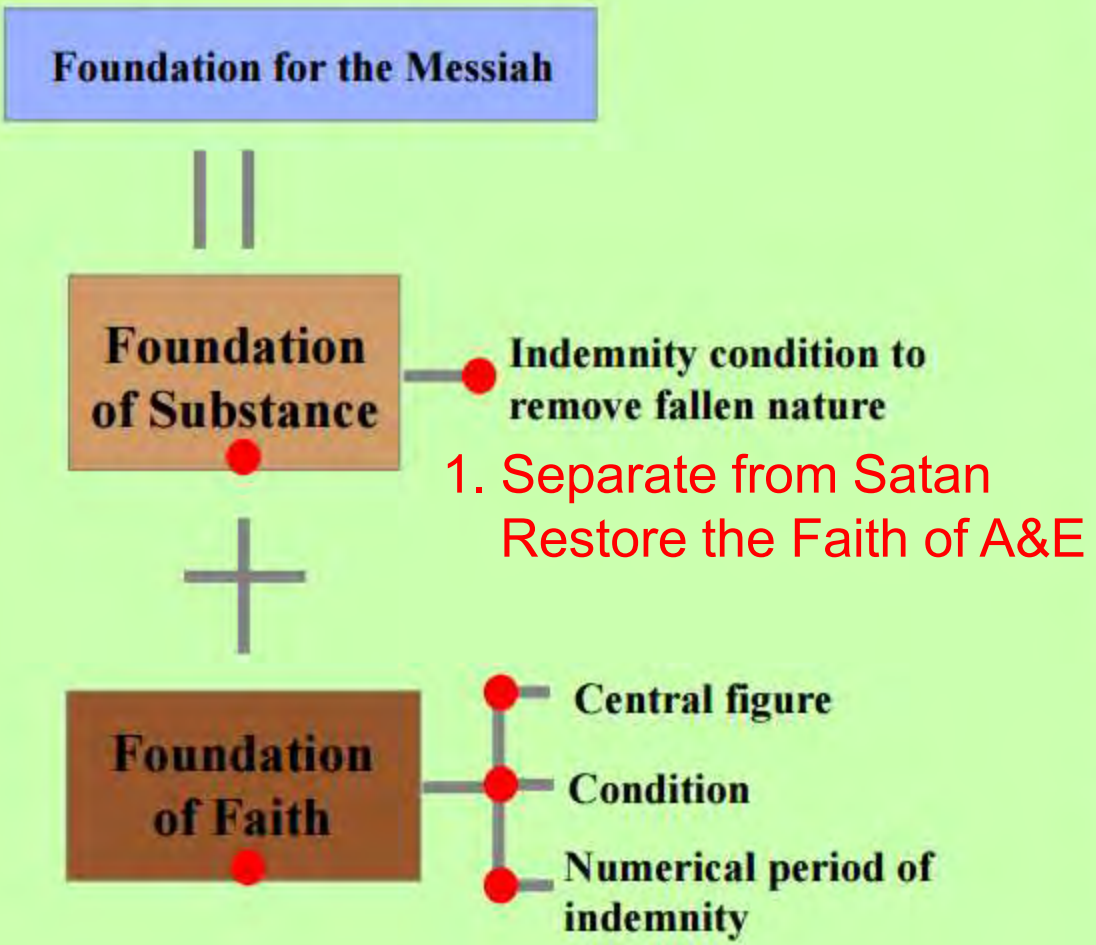 Foundation for the Messiah
Foundation
of Substance
Indemnity condition to
remove fallen nature
1. Separate from Satan
Restore the Faith of A&E
Foundation
of Faith
Central figure
Condition
Numerical period of
indemnity